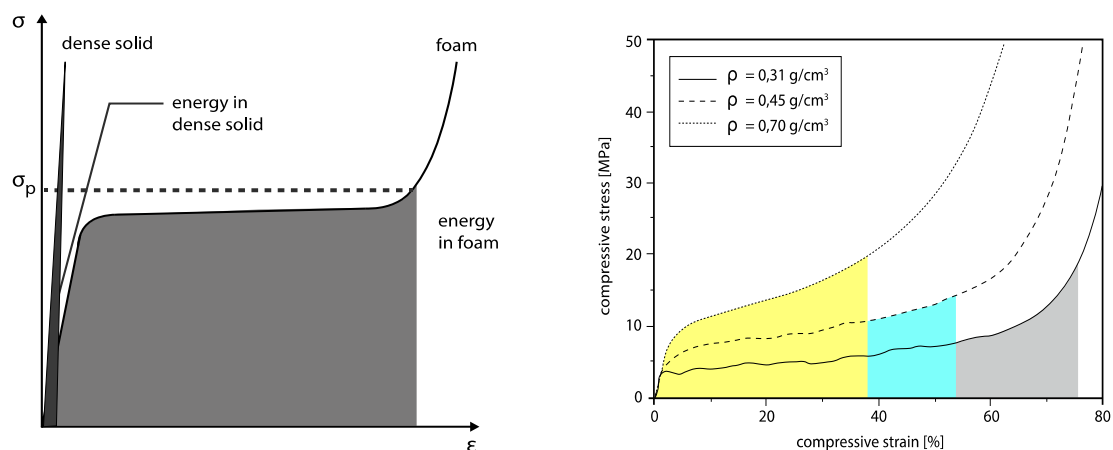 σ
dense solid
foam
energy in
dense solid
σp
energy
in foam
ε
50
40
30
20
10
0
compressive stress [MPa]
ρ = 0,31 g/cm³
ρ = 0,45 g/cm³
ρ = 0,70 g/cm³
0 20 40 60 80
compressive strain [%]